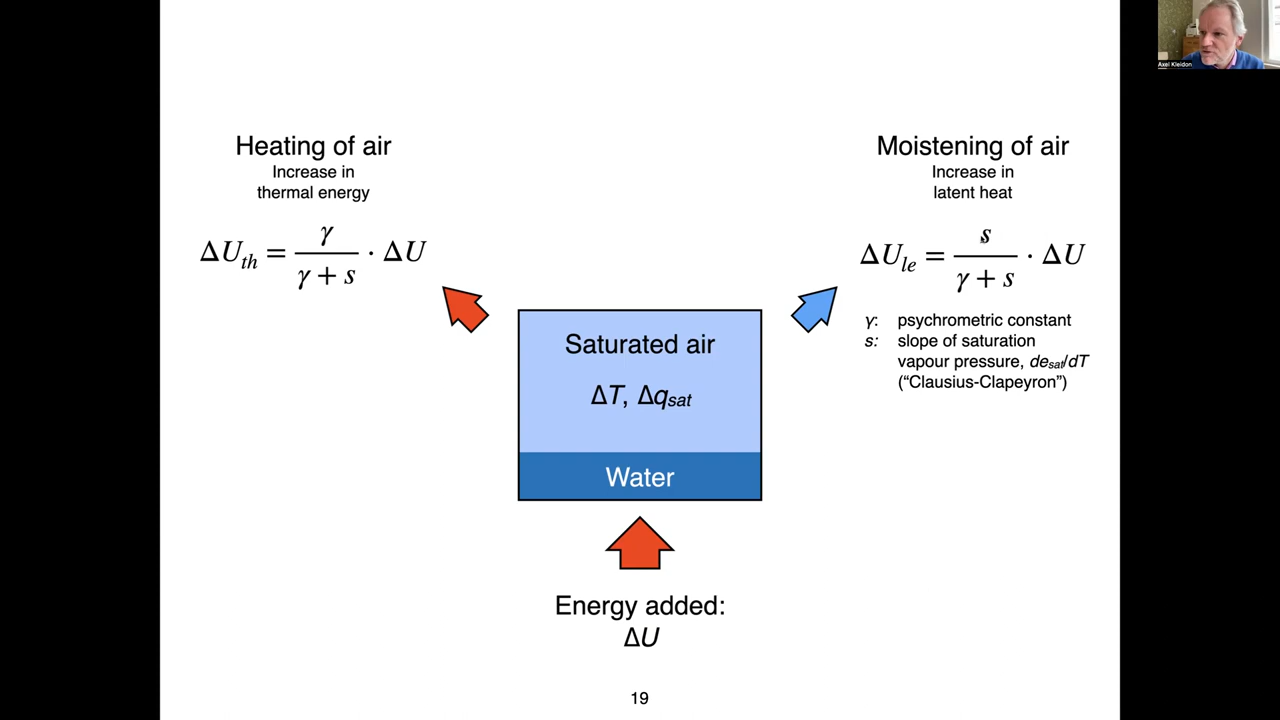 Axel Kleidon
Heating of air
Increase in
thermal energy
ΔU_th = γ / (γ + s) · ΔU
Moistening of air
Increase in
latent heat
ΔU_le = s / (γ + s) · ΔU
γ: psychrometric constant
s: slope of saturation
vapour pressure, de_sat/dT
("Clausius-Clapeyron")
Saturated air
ΔT, Δq_sat
Water
Energy added:
ΔU
19